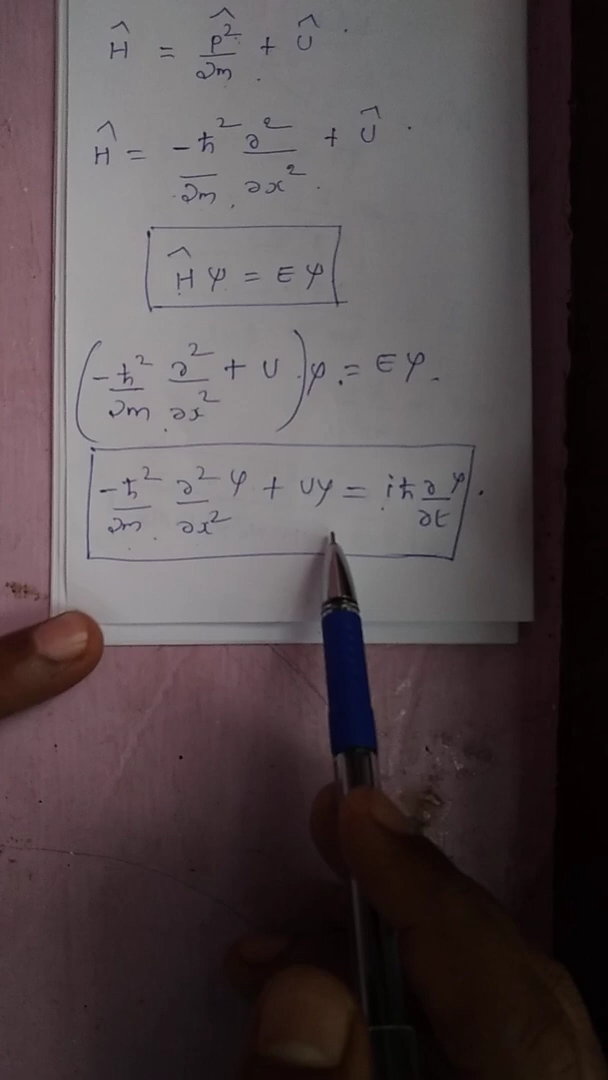 Ĥ = p̂²/2m + Û .
Ĥ = -ħ²/2m ∂²/∂x² + Û .
Ĥψ = Eψ
(-ħ²/2m ∂²/∂x² + U)ψ = Eψ .
-ħ²/2m ∂²ψ/∂x² + Uψ = iħ ∂ψ/∂t .